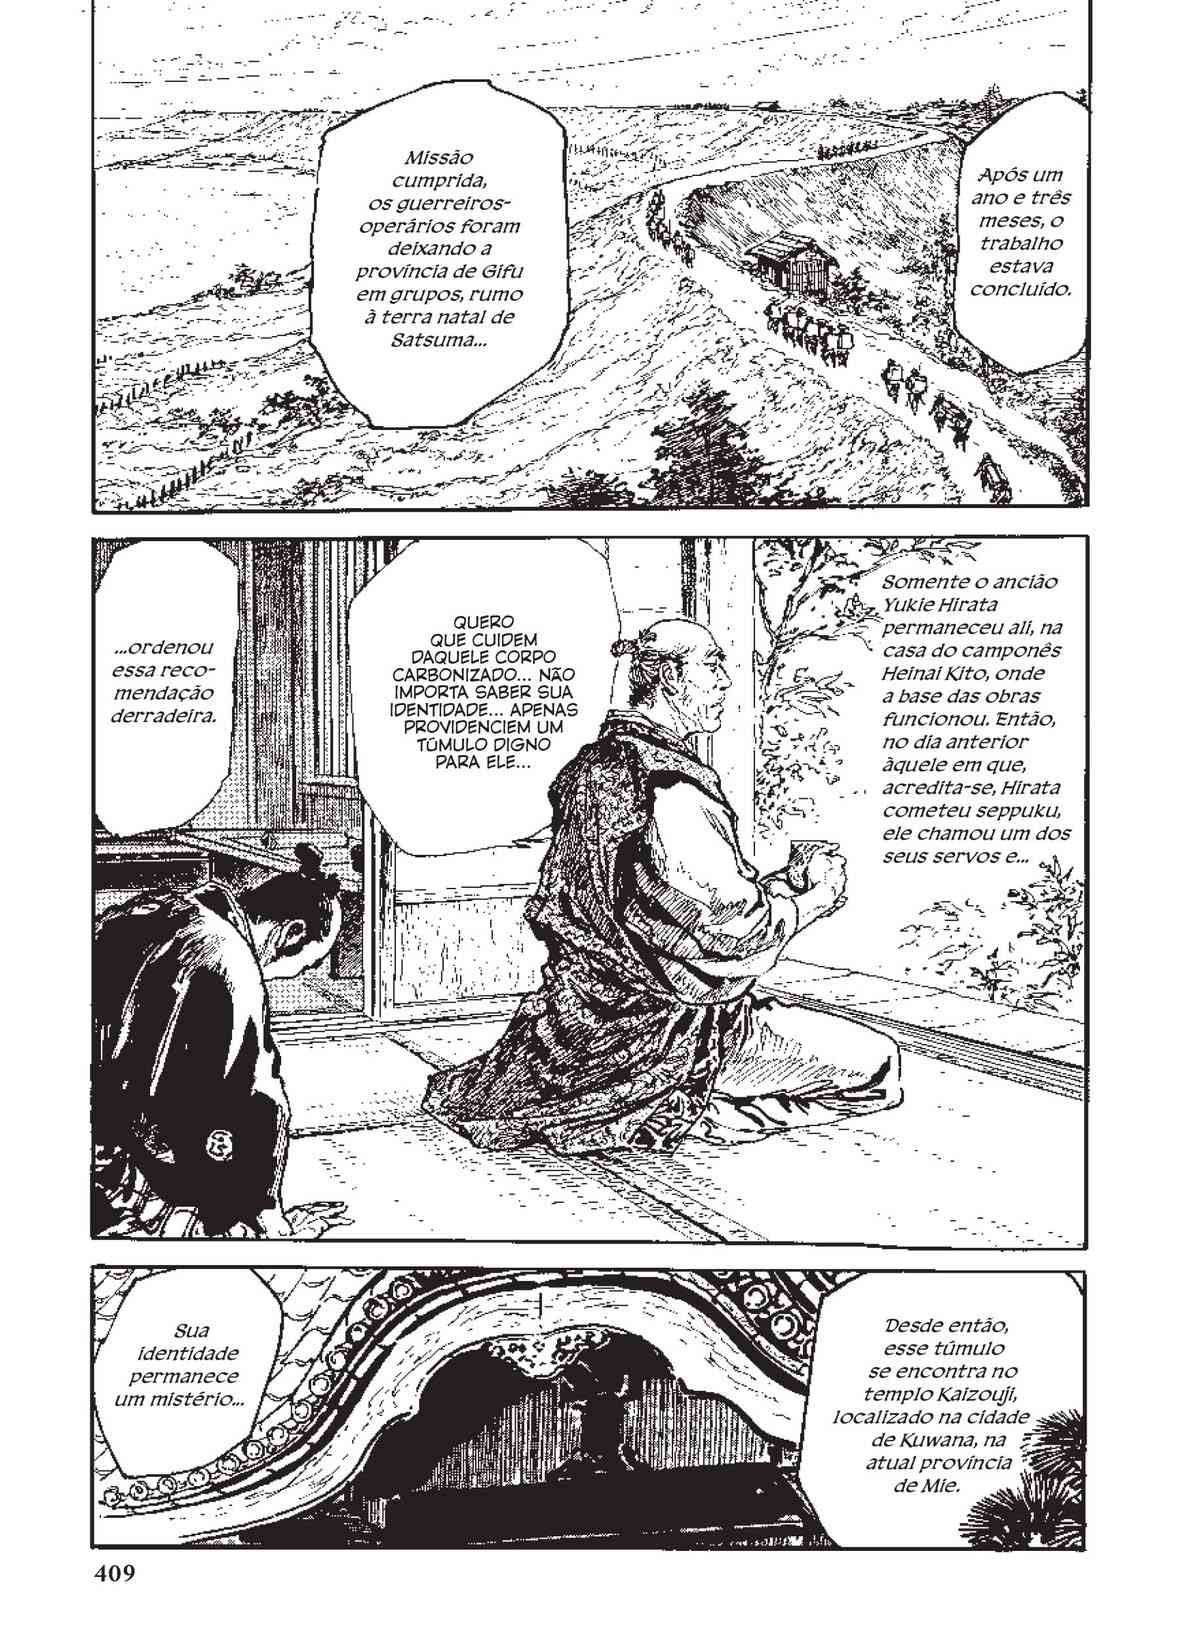 Após um
ano e três
meses, o
trabalho
estava
concluído.
Missão
cumprida,
os guerreiros-
operários foram
deixando a
província de Gifu
em grupos, rumo
à terra natal de
Satsuma...
Somente o ancião
Yukie Hirata
permaneceu ali, na
casa do camponês
Heinai Kito, onde
a base das obras
funcionou. Então,
no dia anterior
àquele em que,
acredita-se, Hirata
cometeu seppuku,
ele chamou um dos
seus servos e...
QUERO
QUE CUIDEM
DAQUELE CORPO
CARBONIZADO... NÃO
IMPORTA SABER SUA
IDENTIDADE... APENAS
PROVIDENCIEM UM
TÚMULO DIGNO
PARA ELE...
...ordenou
essa reco-
mendação
derradeira.
Desde então,
esse túmulo
se encontra no
templo Kaizouji,
localizado na cidade
de Kuwana, na
atual província
de Mie.
Sua
identidade
permanece
um mistério...
409